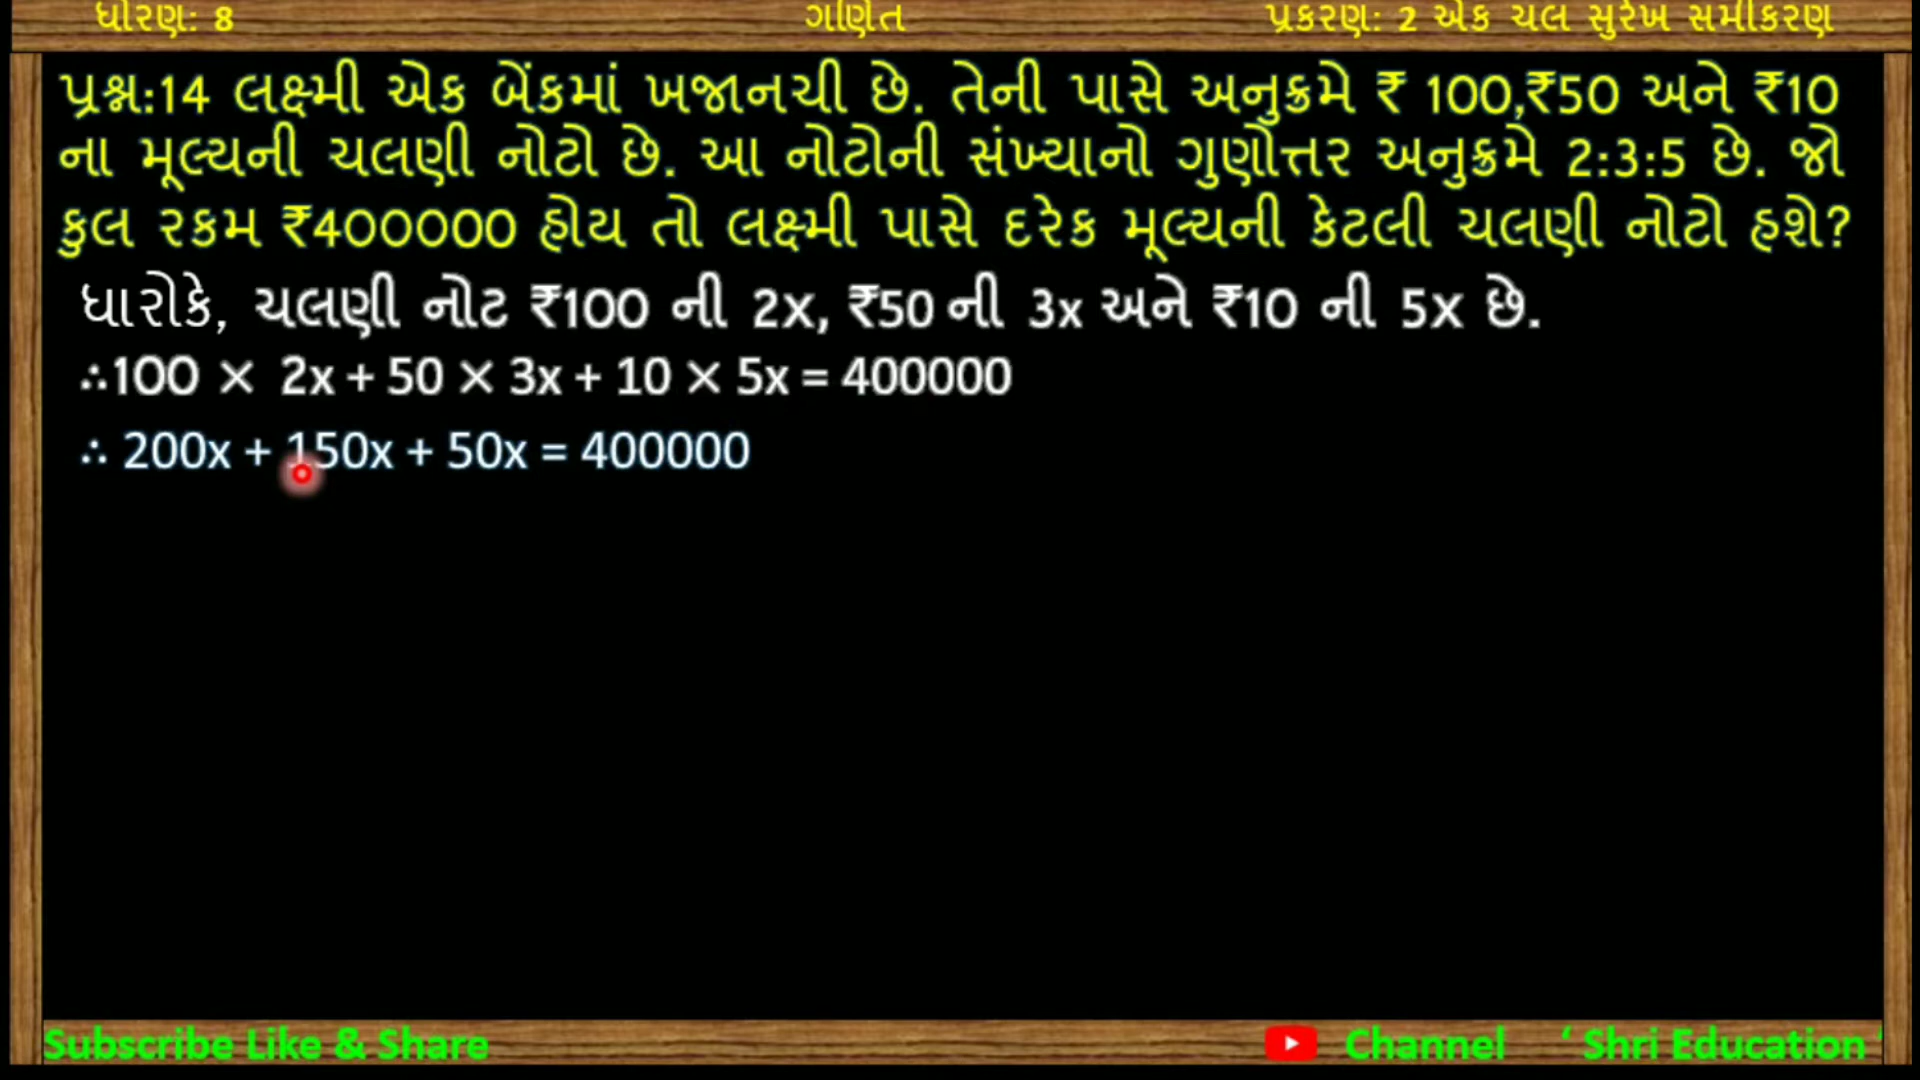 ધોરણ: 8 ગણિત પ્રકરણ: 2 એક ચલ સુરેખ સમીકરણ
પ્રશ્ન:14 લક્ષ્મી એક બેંકમાં ખજાનચી છે. તેની પાસે અનુક્રમે ₹ 100,₹50 અને ₹10
ના મૂલ્યની ચલણી નોટો છે. આ નોટોની સંખ્યાનો ગુણોત્તર અનુક્રમે 2:3:5 છે. જો
કુલ રકમ ₹400000 હોય તો લક્ષ્મી પાસે દરેક મૂલ્યની કેટલી ચલણી નોટો હશે?
ધારોકે, ચલણી નોટ ₹100 ની 2x, ₹50 ની 3x અને ₹10 ની 5x છે.
∴100 × 2x + 50 × 3x + 10 × 5x = 400000
∴ 200x + 150x + 50x = 400000
Subscribe Like & Share Channel ‘ Shri Education ’